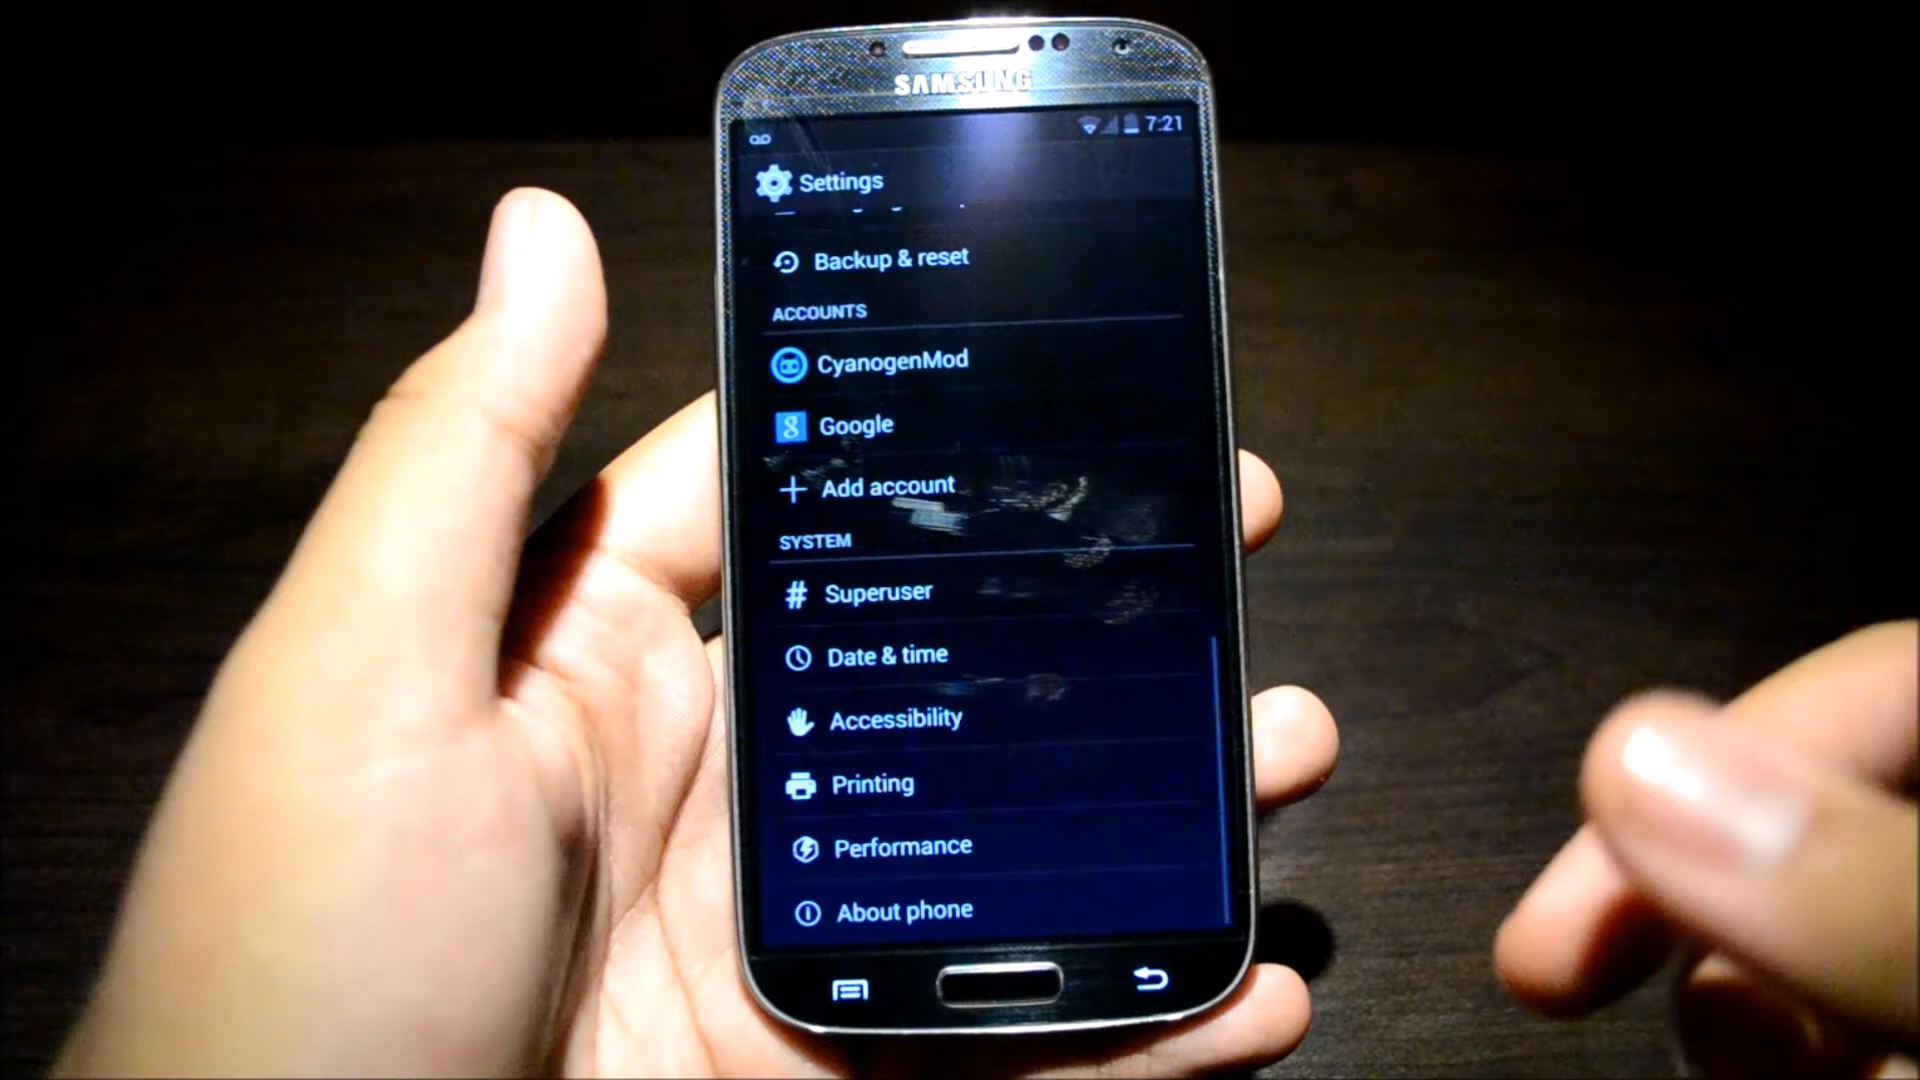 SAMSUNG
7:21
Settings
Backup & reset
ACCOUNTS
CyanogenMod
Google
Add account
SYSTEM
Superuser
Date & time
Accessibility
Printing
Performance
About phone